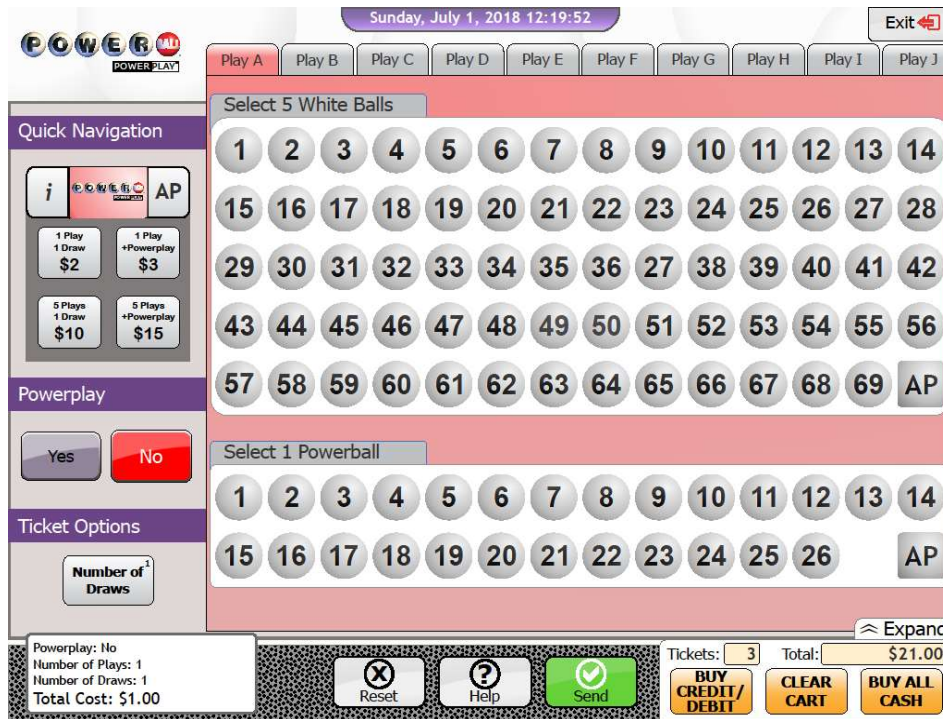 Sunday, July 1, 2018 12:19:52
Exit
POWERBALL
POWER PLAY
Play A Play B Play C Play D Play E Play F Play G Play H Play I Play J
Select 5 White Balls
1 2 3 4 5 6 7 8 9 10 11 12 13 14
15 16 17 18 19 20 21 22 23 24 25 26 27 28
29 30 31 32 33 34 35 36 27 38 39 40 41 42
43 44 45 46 47 48 49 50 51 52 53 54 55 56
57 58 59 60 61 62 63 64 65 66 67 68 69 AP
Select 1 Powerball
1 2 3 4 5 6 7 8 9 10 11 12 13 14
15 16 17 18 19 20 21 22 23 24 25 26 AP
Quick Navigation
i POWERBALL AP
POWER PLAY
1 Play
1 Draw
$2
1 Play
+Powerplay
$3
5 Plays
1 Draw
$10
5 Plays
+Powerplay
$15
Powerplay
Yes No
Ticket Options
Number of 1
Draws
Powerplay: No
Number of Plays: 1
Number of Draws: 1
Total Cost: $1.00
X
Reset
?
Help
Send
Expand
Tickets: 3 Total: $21.00
BUY
CREDIT/
DEBIT
CLEAR
CART
BUY ALL
CASH